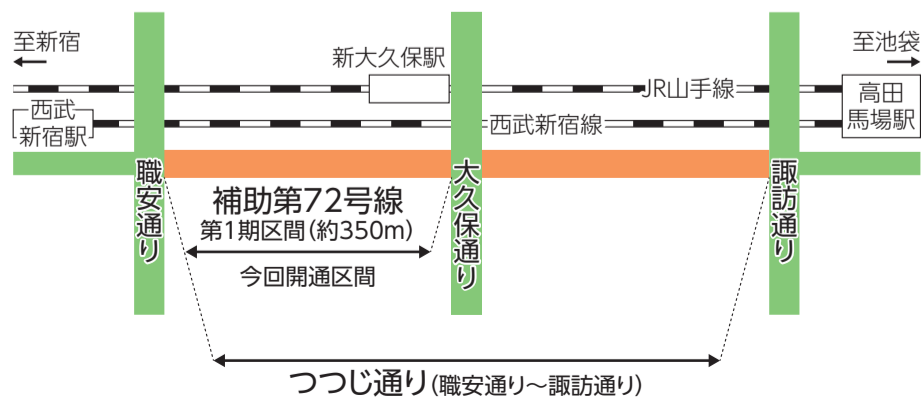 至新宿
新大久保駅
至池袋
JR山手線
高田
馬場駅
西武
新宿駅
西武新宿線
職安通り
補助第72号線
第1期区間(約350m)
今回開通区間
大久保通り
諏訪通り
つつじ通り(職安通り～諏訪通り)